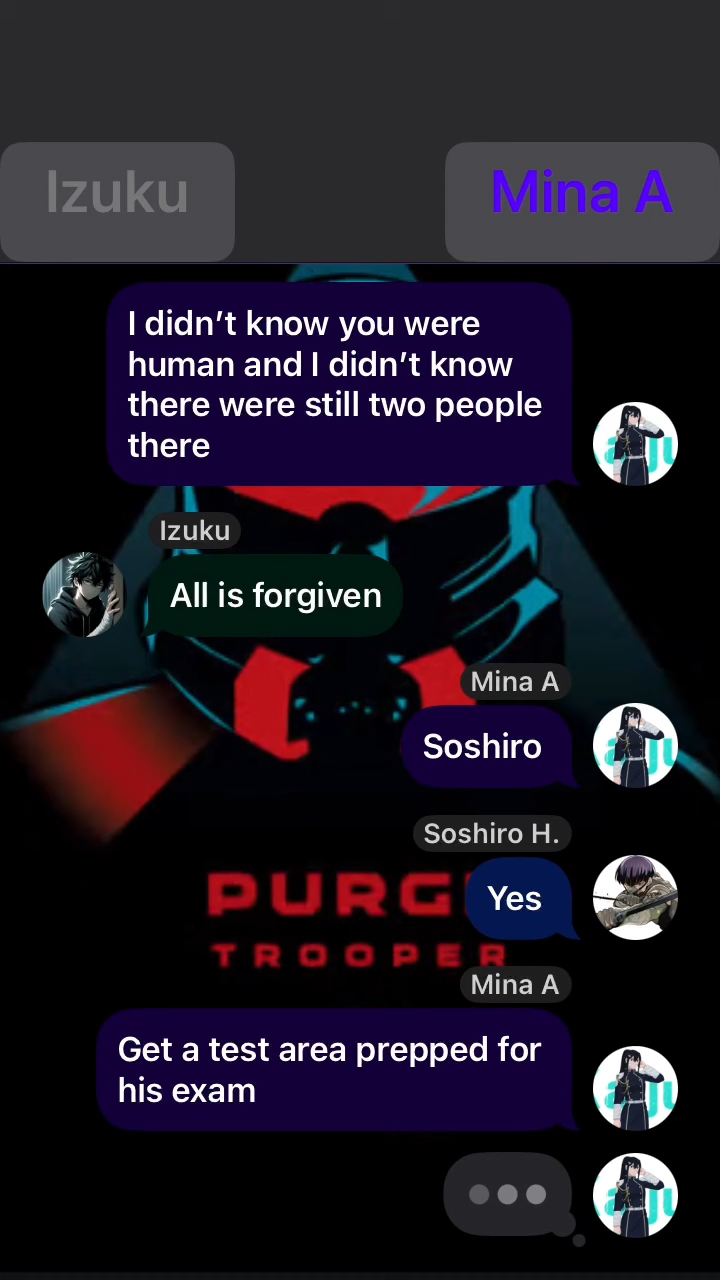 Izuku
Mina A
I didn't know you were
human and I didn't know
there were still two people
there
Izuku
All is forgiven
Mina A
Soshiro
Soshiro H.
Yes
PURG
TROOPER
Mina A
Get a test area prepped for
his exam